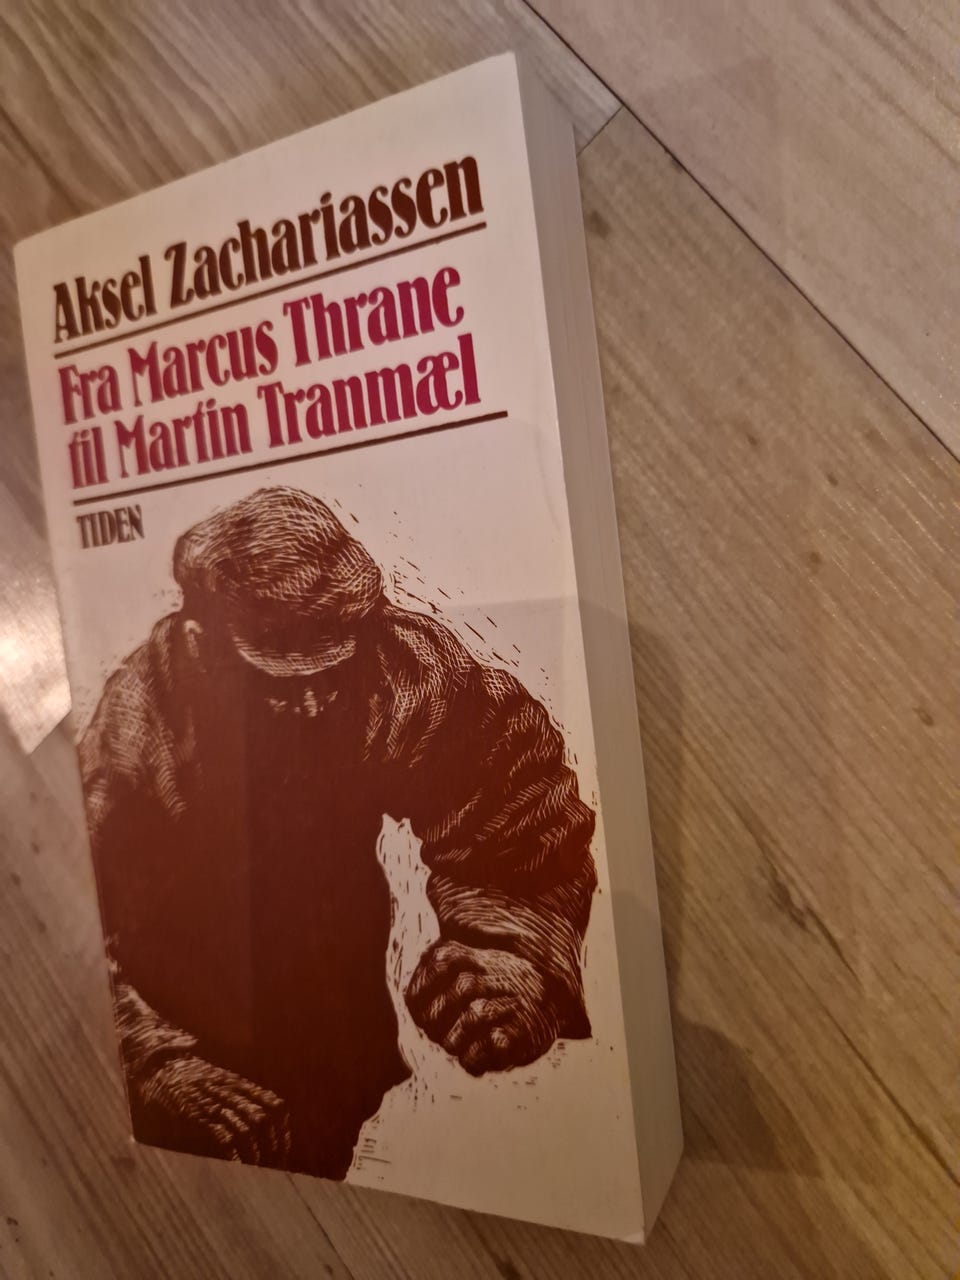 Aksel Zachariassen
Fra Marcus Thrane
til Martin Tranmæl
TIDEN